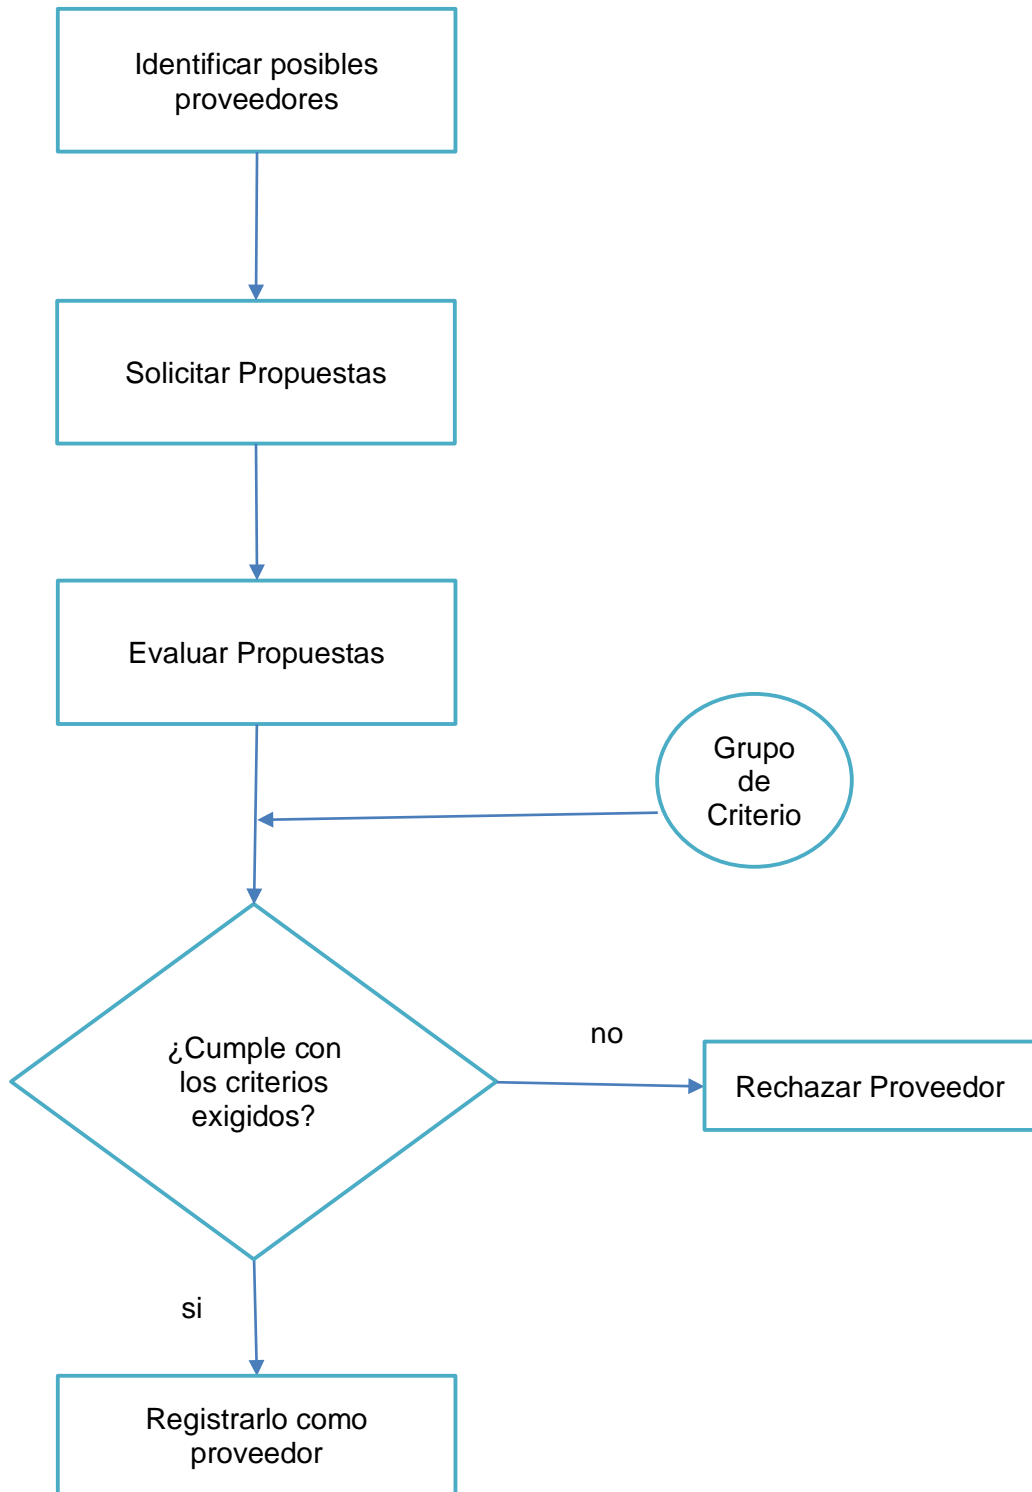 Identificar posibles
proveedores
Solicitar Propuestas
Evaluar Propuestas
Grupo
de
Criterio
¿Cumple con
los criterios
exigidos?
no
Rechazar Proveedor
si
Registrarlo como
proveedor